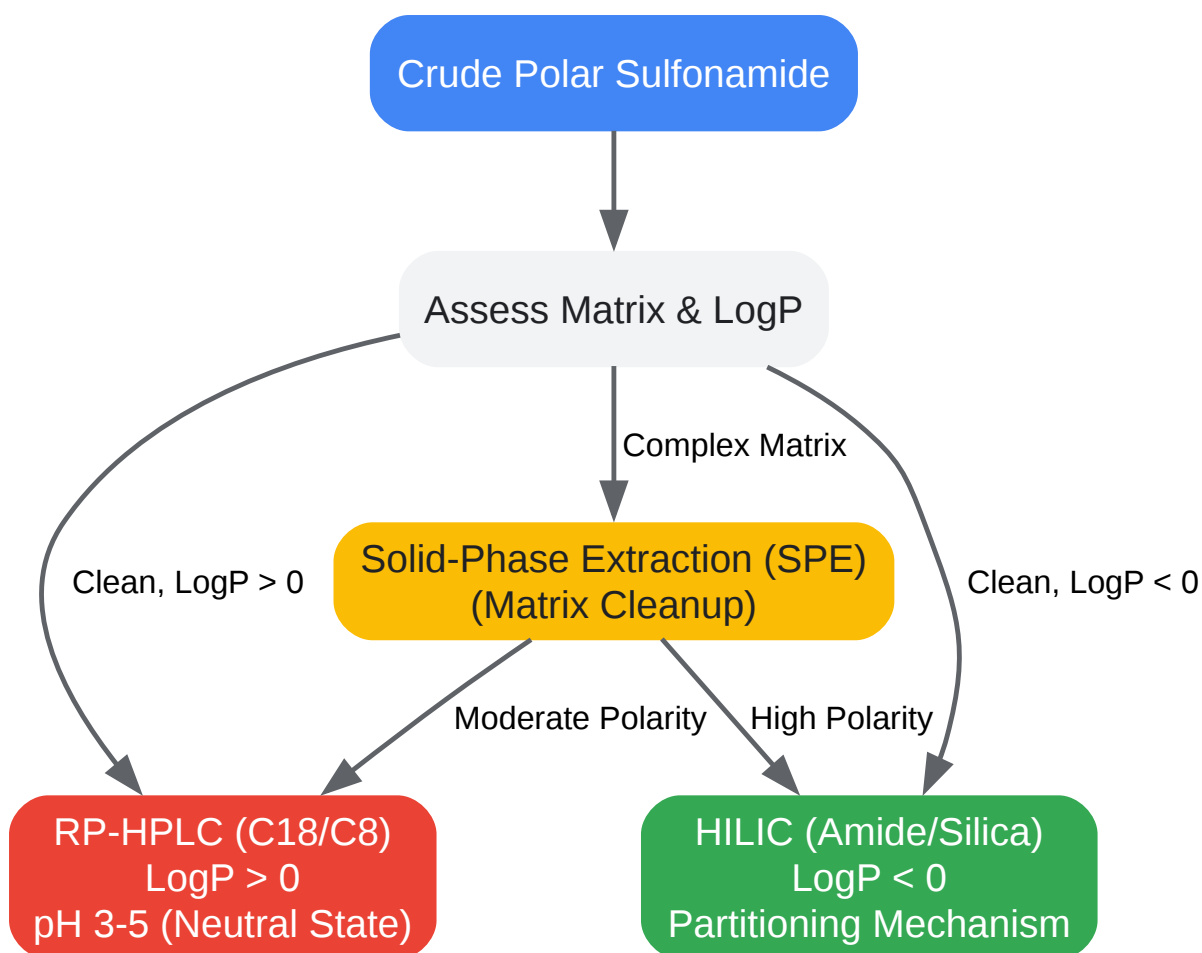 Crude Polar Sulfonamide
Assess Matrix & LogP
Complex Matrix
Solid-Phase Extraction (SPE)
(Matrix Cleanup)
Clean, LogP > 0
Clean, LogP < 0
Moderate Polarity
High Polarity
RP-HPLC (C18/C8)
LogP > 0
pH 3-5 (Neutral State)
HILIC (Amide/Silica)
LogP < 0
Partitioning Mechanism